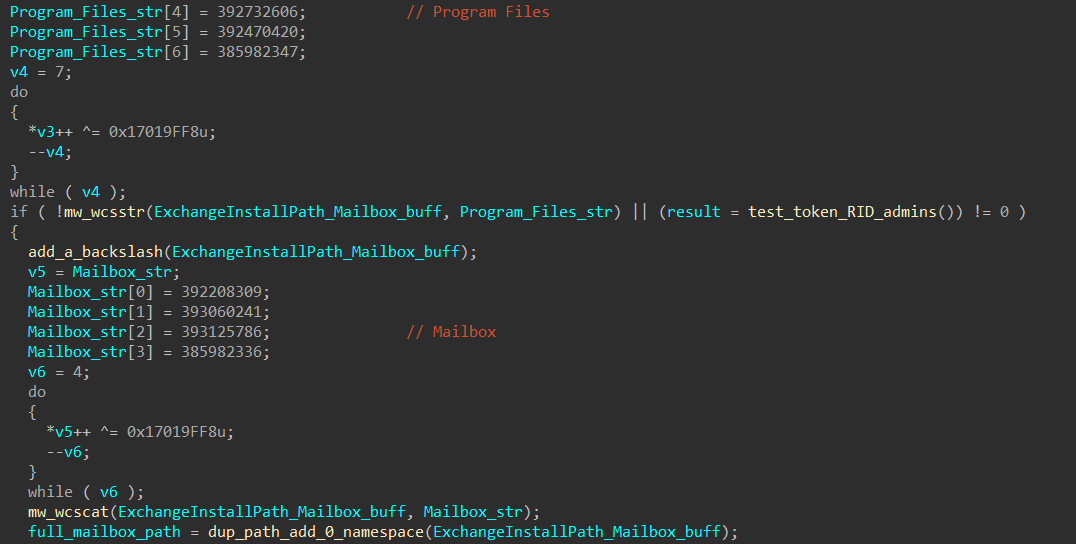 Program_Files_str[4] = 392732606; // Program Files
Program_Files_str[5] = 392470420;
Program_Files_str[6] = 385982347;
v4 = 7;
do
{
*v3++ ^= 0x17019FF8u;
--v4;
}
while ( v4 );
if ( !mw_wcsstr(ExchangeInstallPath_Mailbox_buff, Program_Files_str) || (result = test_token_RID_admins()) != 0 )
{
add_a_backslash(ExchangeInstallPath_Mailbox_buff);
v5 = Mailbox_str;
Mailbox_str[0] = 392208309;
Mailbox_str[1] = 393060241;
Mailbox_str[2] = 393125786; // Mailbox
Mailbox_str[3] = 385982336;
v6 = 4;
do
{
*v5++ ^= 0x17019FF8u;
--v6;
}
while ( v6 );
mw_wcscat(ExchangeInstallPath_Mailbox_buff, Mailbox_str);
full_mailbox_path = dup_path_add_0_namespace(ExchangeInstallPath_Mailbox_buff);